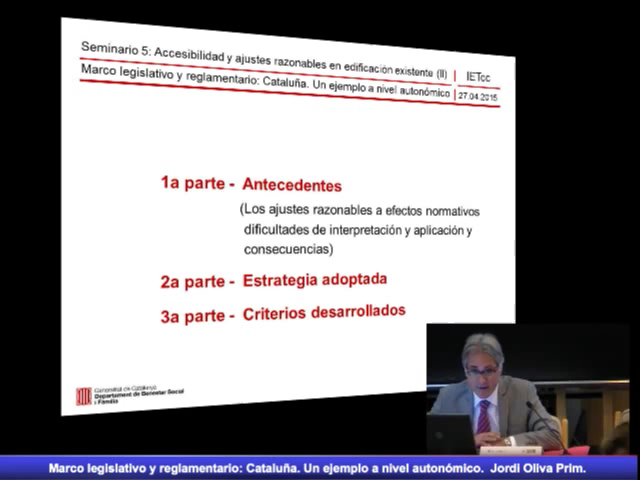 Seminario 5: Accesibilidad y ajustes razonables en edificación existente (II) | IETcc
Marco legislativo y reglamentario: Cataluña. Un ejemplo a nivel autonómico | 27.04.2015
1a parte - Antecedentes
(Los ajustes razonables a efectos normativos
dificultades de interpretación y aplicación y
consecuencias)
2a parte - Estrategia adoptada
3a parte - Criterios desarrollados
Generalitat de Catalunya
Departament de Benestar Social
i Família
Marco legislativo y reglamentario: Cataluña. Un ejemplo a nivel autonómico. Jordi Oliva Prim.